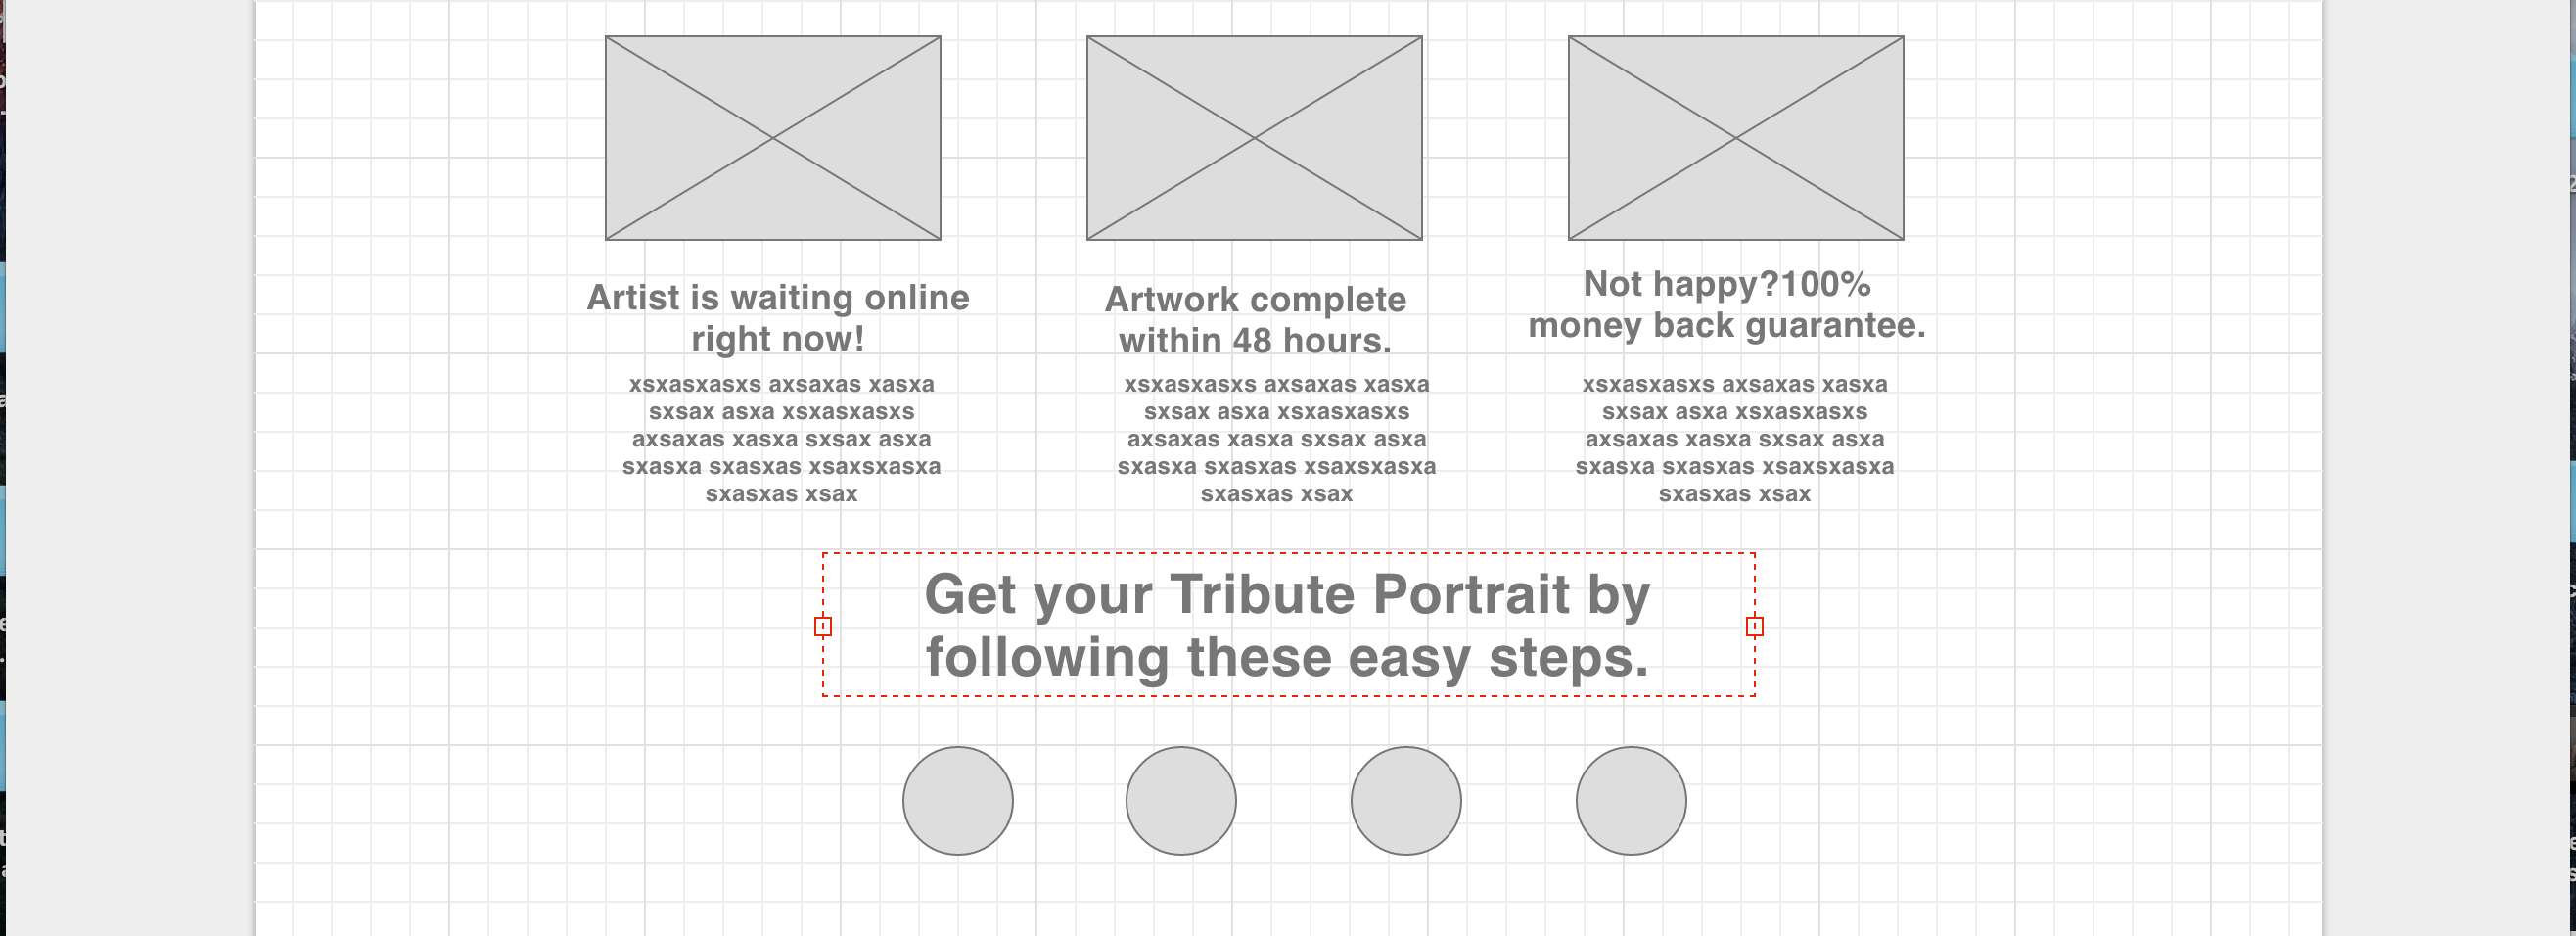 Artist is waiting online
right now!
Artwork complete
within 48 hours.
Not happy?100%
money back guarantee.
xsxasxasxs axsaxas xasxa
sxsax asxa xsxasxasxs
axsaxas xasxa sxsax asxa
sxasxa sxasxas xsaxsxasxa
sxasxas xsax
xsxasxasxs axsaxas xasxa
sxsax asxa xsxasxasxs
axsaxas xasxa sxsax asxa
sxasxa sxasxas xsaxsxasxa
sxasxas xsax
xsxasxasxs axsaxas xasxa
sxsax asxa xsxasxasxs
axsaxas xasxa sxsax asxa
sxasxa sxasxas xsaxsxasxa
sxasxas xsax
Get your Tribute Portrait by
following these easy steps.